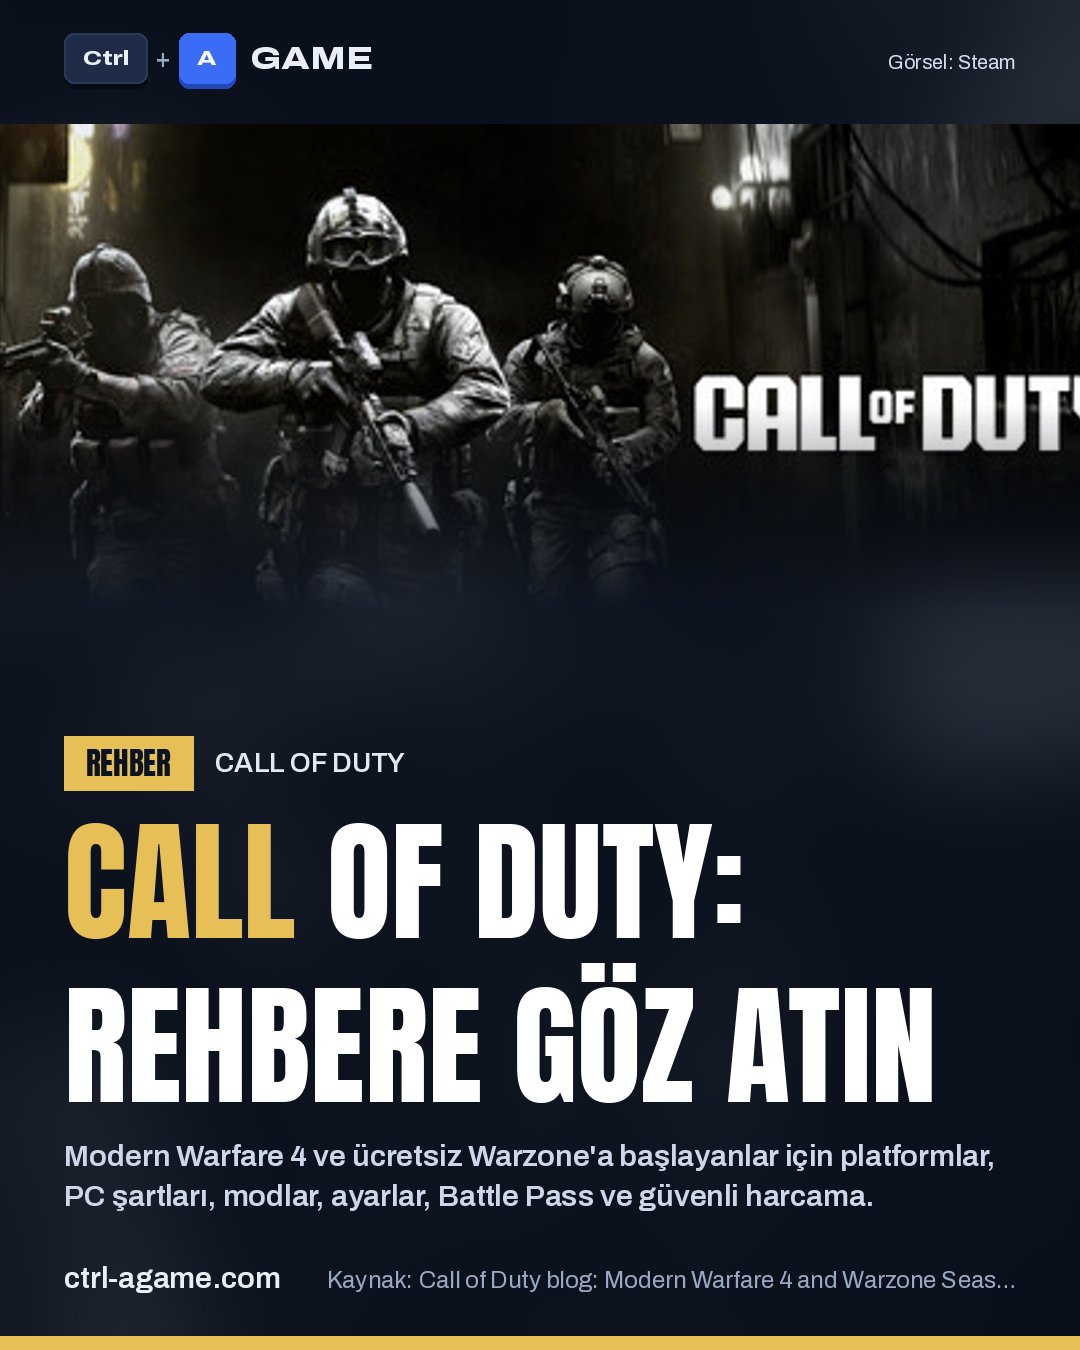 Ctrl + A GAME
Görsel: Steam
CALL OF DUTY
REHBER CALL OF DUTY
CALL OF DUTY:
REHBERE GÖZ ATIN
Modern Warfare 4 ve ücretsiz Warzone'a başlayanlar için platformlar,
PC şartları, modlar, ayarlar, Battle Pass ve güvenli harcama.
ctrl-agame.com
Kaynak: Call of Duty blog: Modern Warfare 4 and Warzone Seas...